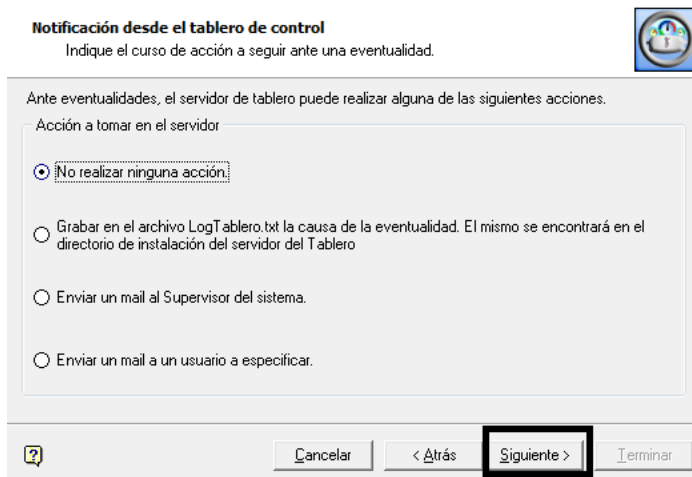 Notificación desde el tablero de control
Indique el curso de acción a seguir ante una eventualidad.
Ante eventualidades, el servidor de tablero puede realizar alguna de las siguientes acciones.
Acción a tomar en el servidor
No realizar ninguna acción.
Grabar en el archivo LogTablero.txt la causa de la eventualidad. El mismo se encontrará en el
directorio de instalación del servidor del Tablero
Enviar un mail al Supervisor del sistema.
Enviar un mail a un usuario a especificar.
Cancelar < Atrás Siguiente > Terminar